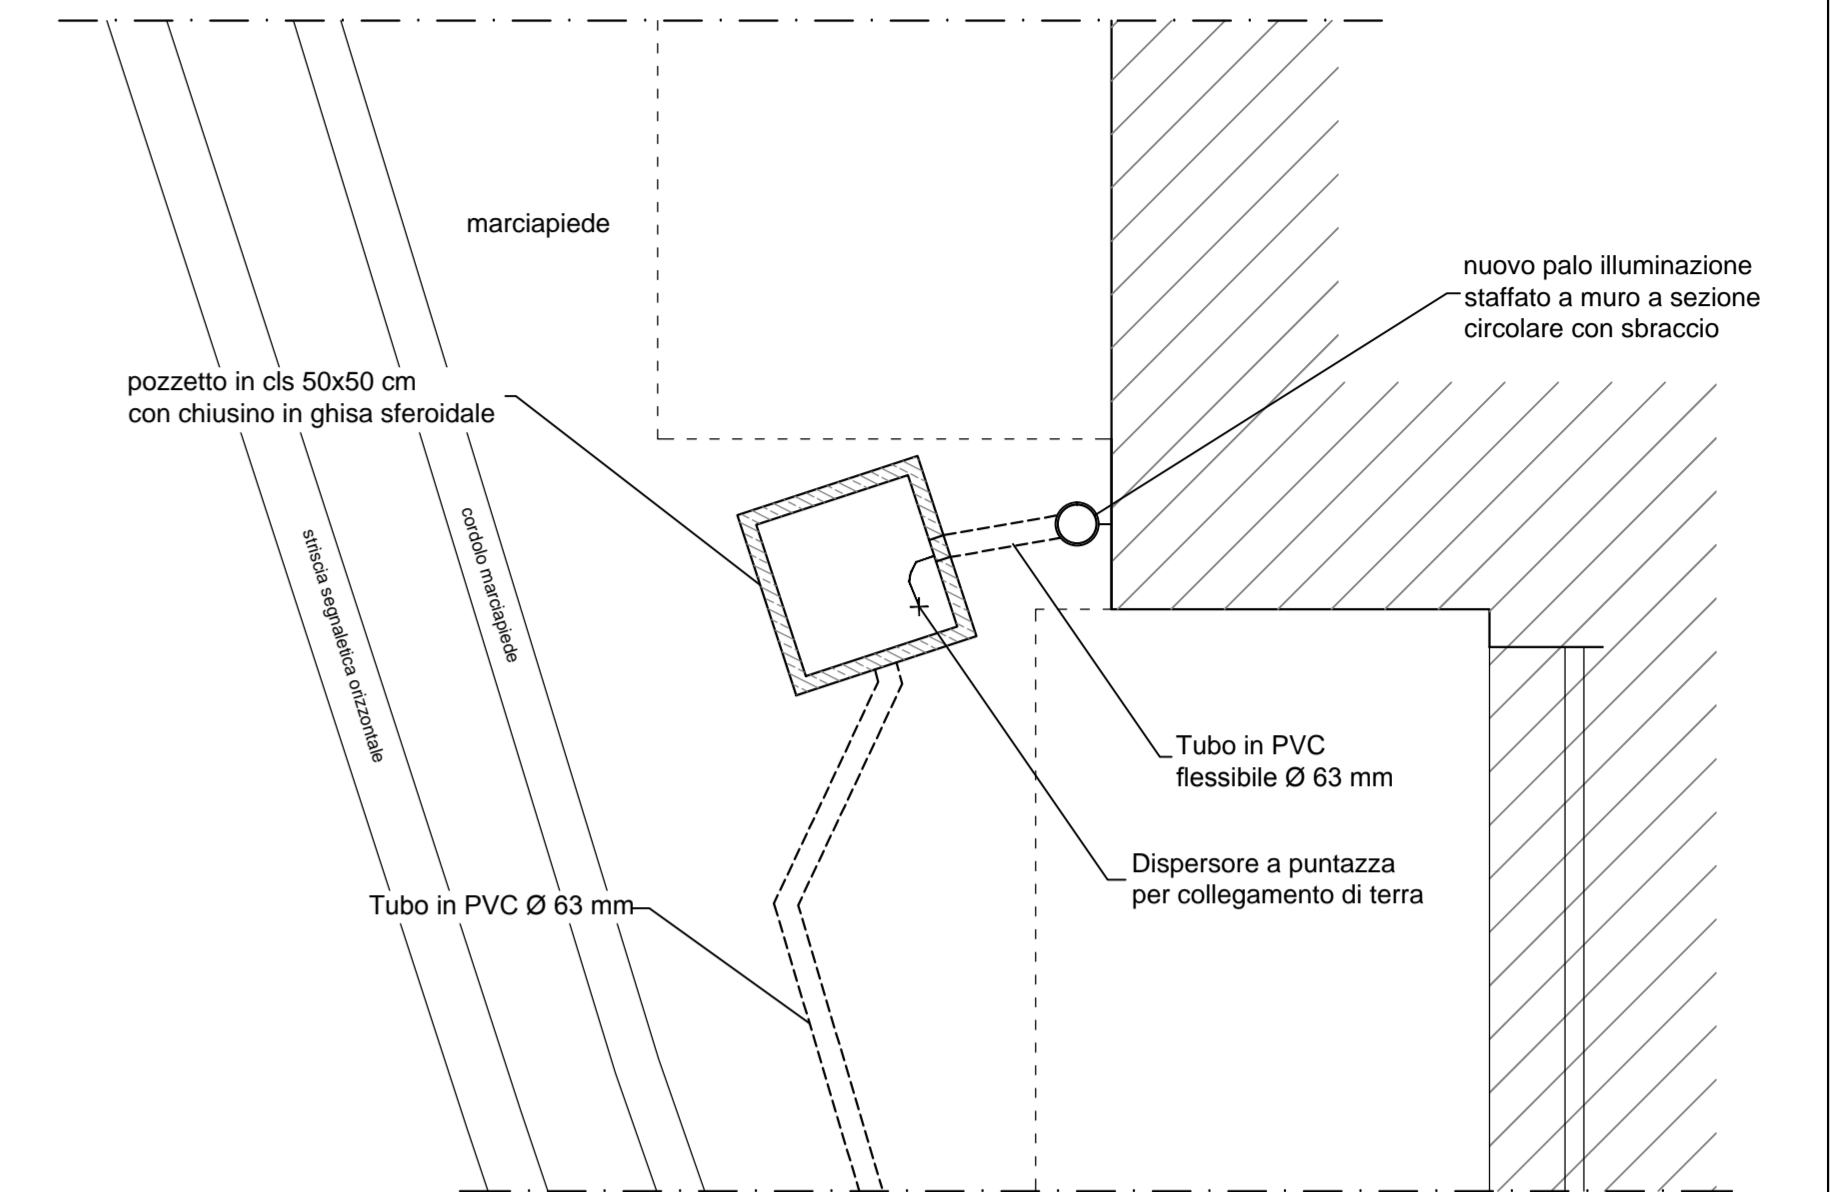 marciapiede
nuovo palo illuminazione
staffato a muro a sezione
circolare con sbraccio
pozzetto in cls 50x50 cm
con chiusino in ghisa sferoidale
striscia segnaletica orizzontale
cordolo marciapiede
Tubo in PVC
flessibile Ø 63 mm
Dispersore a puntazza
per collegamento di terra
Tubo in PVC Ø 63 mm